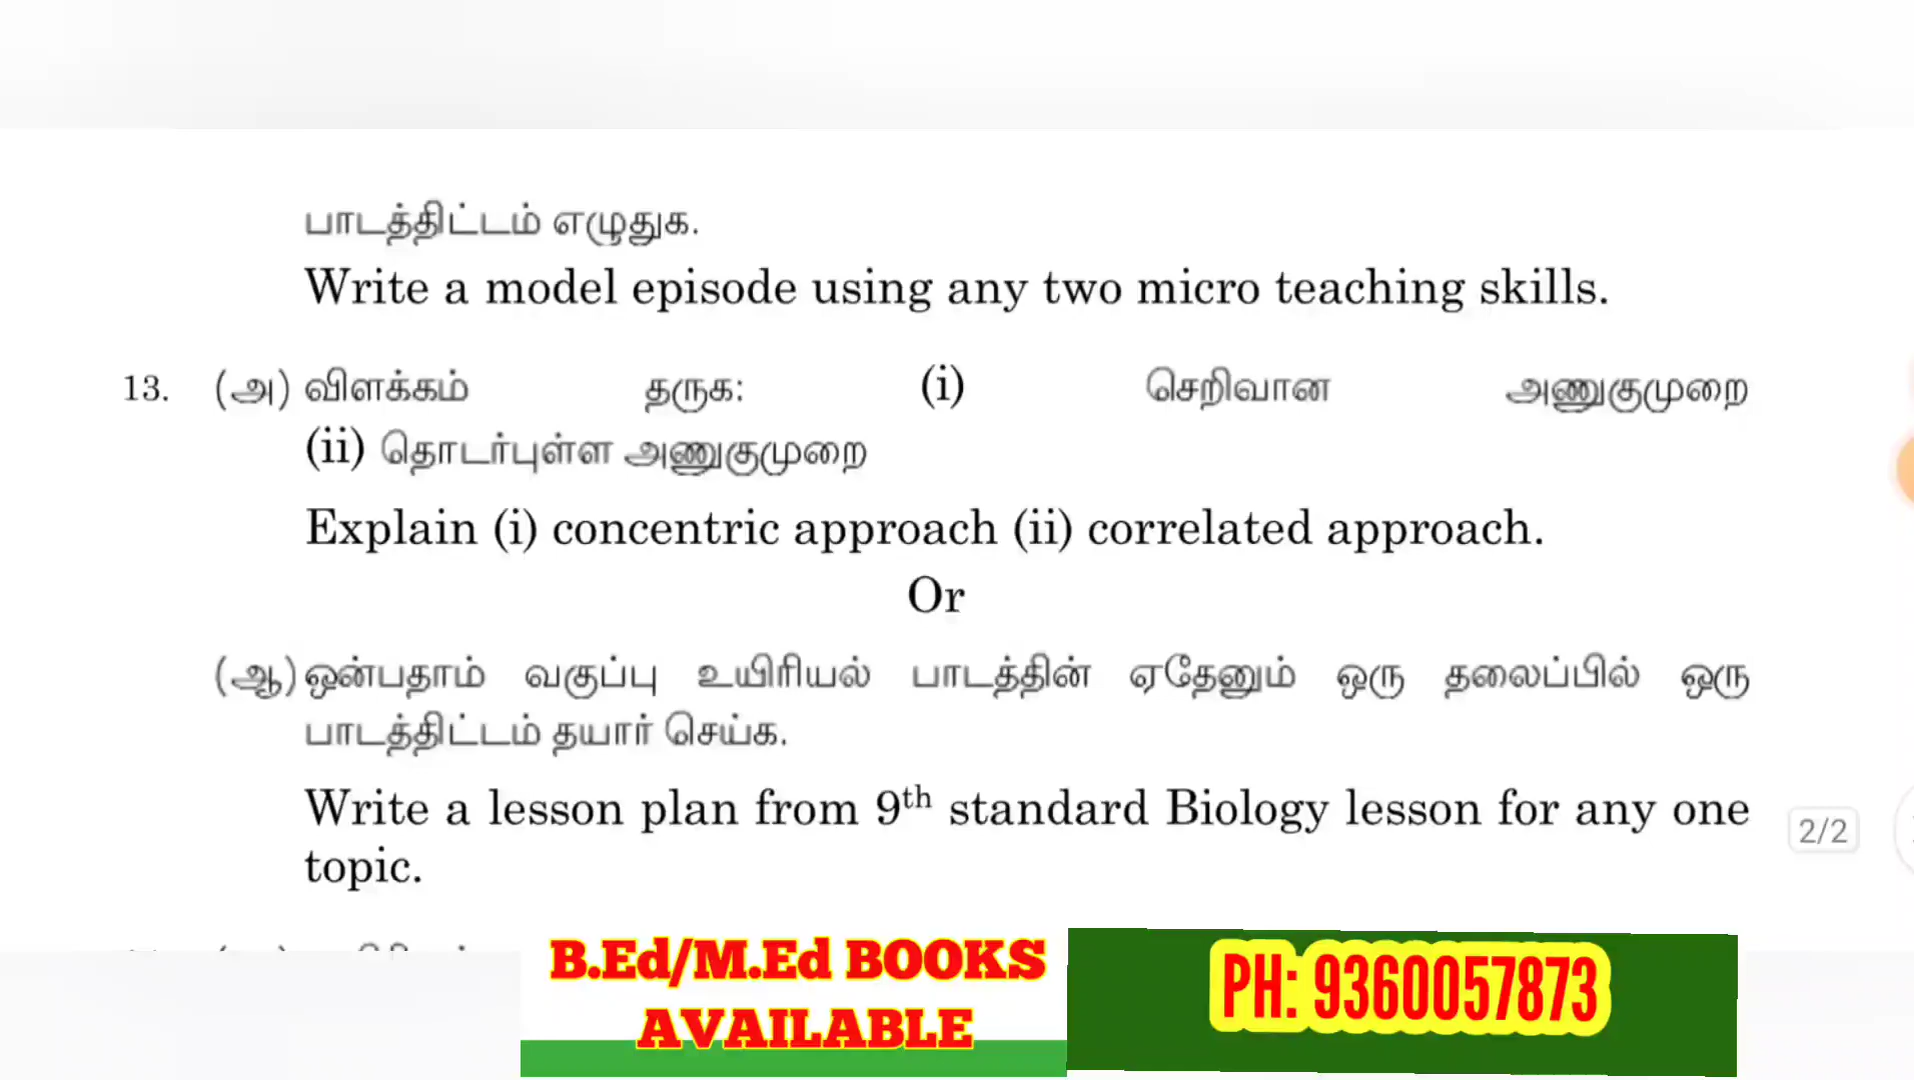 பாடத்திட்டம் எழுதுக.
Write a model episode using any two micro teaching skills.
13. (அ) விளக்கம் தருக: (i) செறிவான அணுகுமுறை
(ii) தொடர்புள்ள அணுகுமுறை
Explain (i) concentric approach (ii) correlated approach.
Or
(ஆ) ஒன்பதாம் வகுப்பு உயிரியல் பாடத்தின் ஏதேனும் ஒரு தலைப்பில் ஒரு
பாடத்திட்டம் தயார் செய்க.
Write a lesson plan from 9th standard Biology lesson for any one
topic.
2/2
B.Ed/M.Ed BOOKS
AVAILABLE
PH: 9360057873